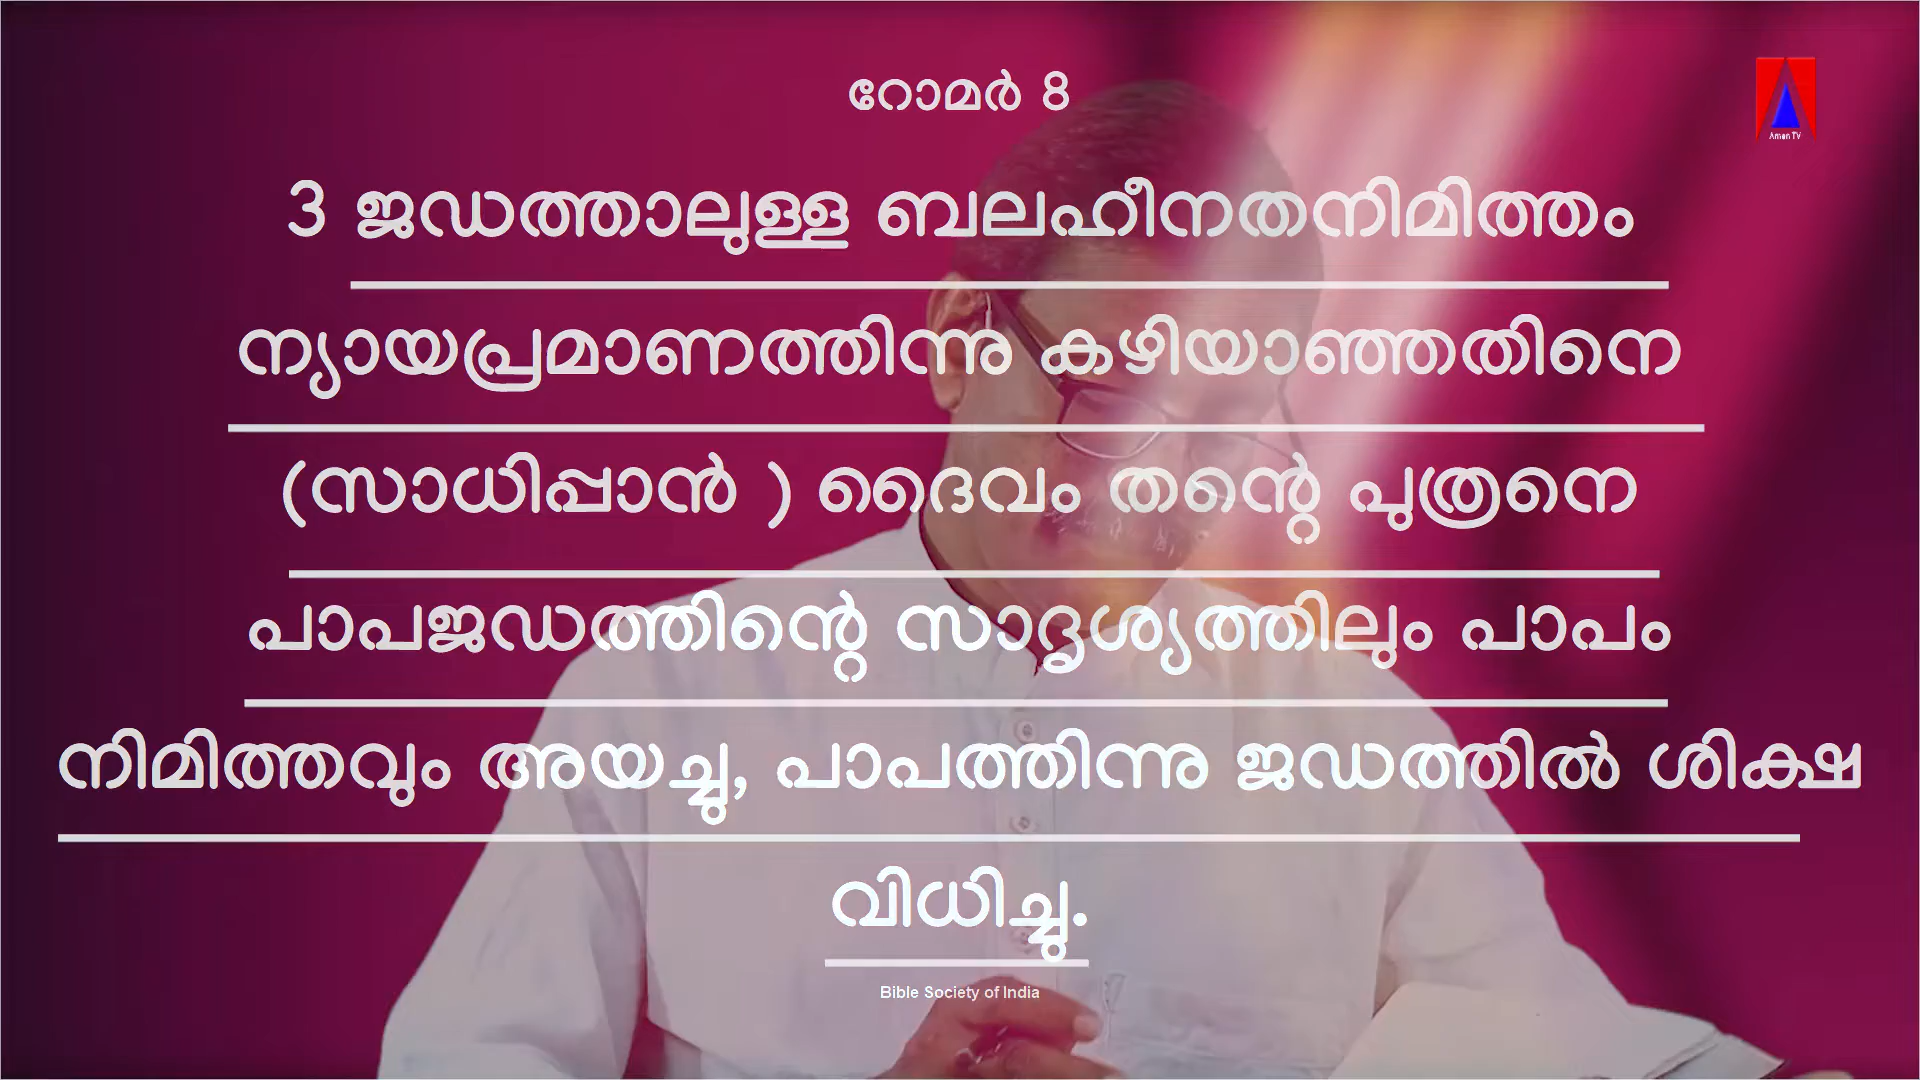 റോമർ 8
Amen TV
3 ജഡത്താലുള്ള ബലഹീനതനിമിത്തം
ന്യായപ്രമാണത്തിന്നു കഴിയാഞ്ഞതിനെ
(സാധിപ്പാൻ ) ദൈവം തന്റെ പുത്രനെ
പാപജഡത്തിന്റെ സാദൃശ്യത്തിലും പാപം
നിമിത്തവും അയച്ചു, പാപത്തിന്നു ജഡത്തിൽ ശിക്ഷ
വിധിച്ചു.
Bible Society of India